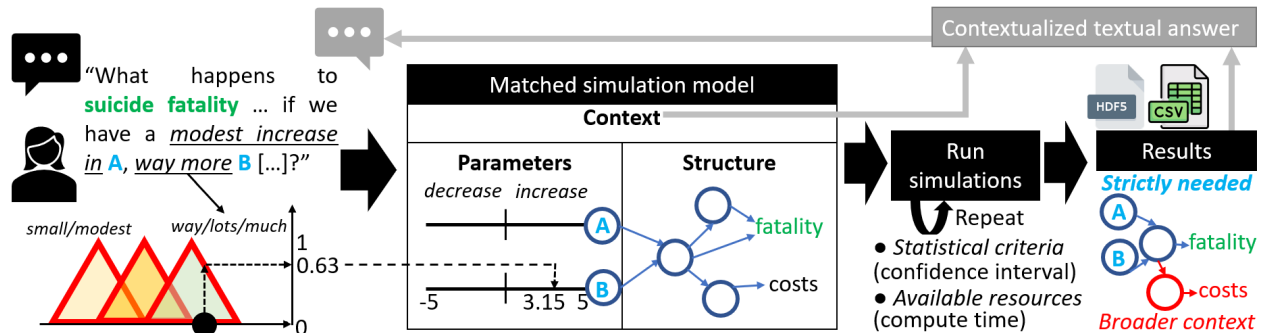 "What happens to
suicide fatality ... if we
have a modest increase
in A, way more B [...]?"
small/modest
way/lots/much
1
0.63
0
Matched simulation model
Context
Parameters
decrease increase
A
B
-5
3.15
5
Structure
fatality
costs
Contextualized textual answer
Run
simulations
Repeat
● Statistical criteria
(confidence interval)
● Available resources
(compute time)
HDF5
CSV
Results
Strictly needed
A
B
fatality
costs
Broader context